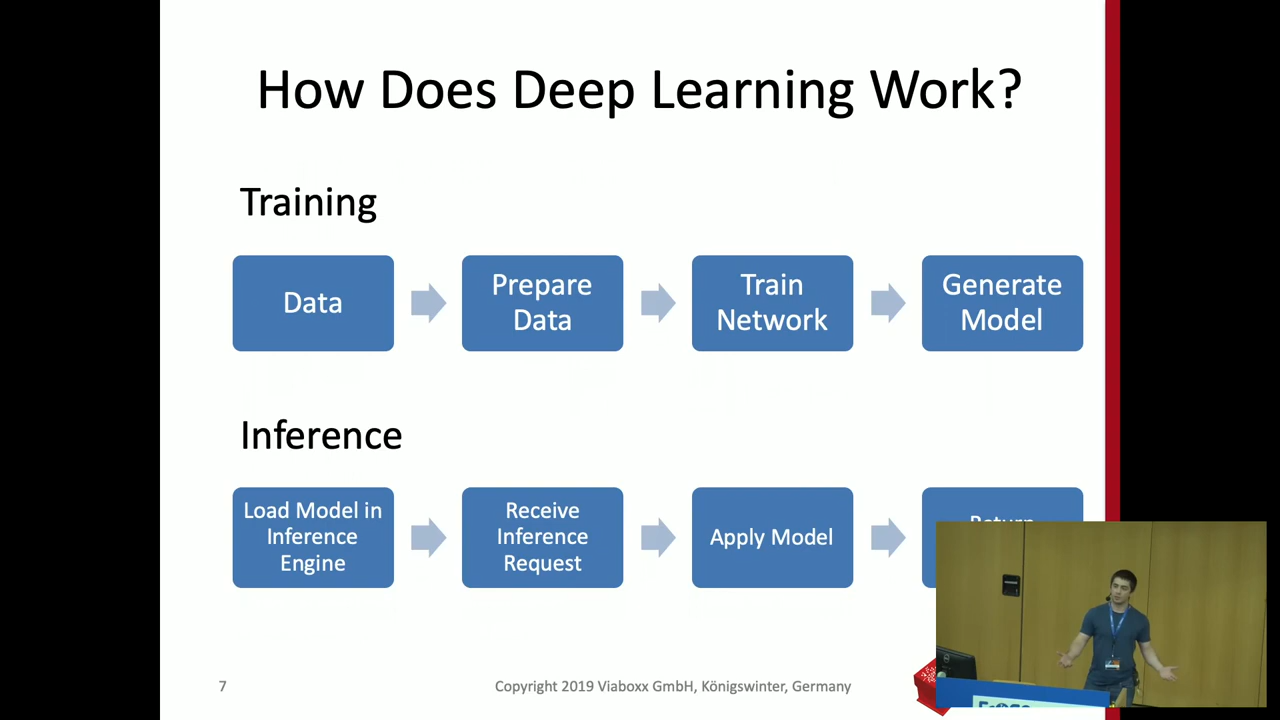 How Does Deep Learning Work?
Training
Data
Prepare
Data
Train
Network
Generate
Model
Inference
Load Model in
Inference
Engine
Receive
Inference
Request
Apply Model
Return
7
Copyright 2019 Viaboxx GmbH, Königswinter, Germany